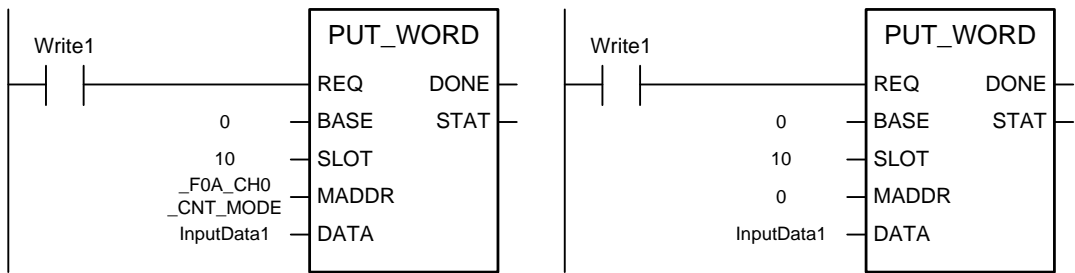 PUT_WORD
Write1
REQ DONE
0 BASE STAT
10 SLOT
_F0A_CH0
_CNT_MODE MADDR
InputData1 DATA
PUT_WORD
Write1
REQ DONE
0 BASE STAT
10 SLOT
0 MADDR
InputData1 DATA